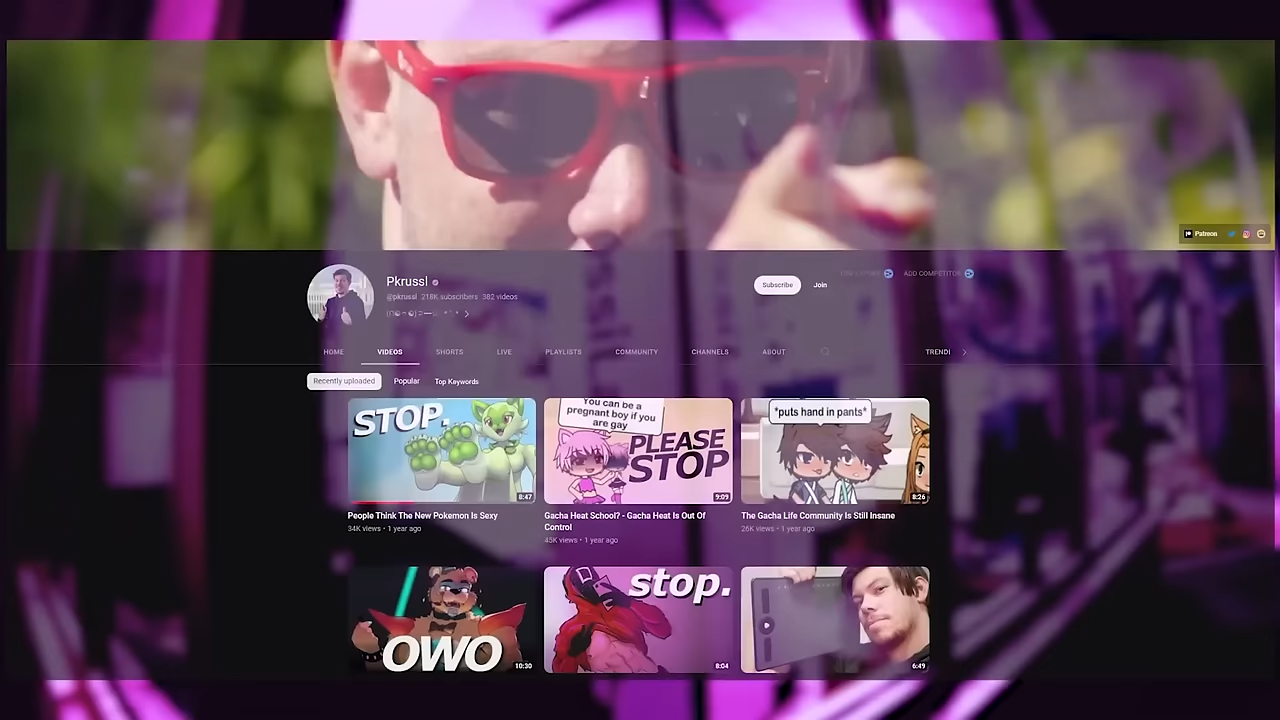 Patreon
Pkrussl
@pkrussl 218K subscribers 382 videos
Subscribe
Join
ADD COMPETITOR
HOME
VIDEOS
SHORTS
LIVE
PLAYLISTS
COMMUNITY
CHANNELS
ABOUT
TRENDI
Recently uploaded
Popular
Top Keywords
STOP.
8:47
You can be a
pregnant boy if you
are gay
PLEASE
STOP
9:09
*puts hand in pants*
8:26
People Think The New Pokemon Is Sexy
34K views • 1 year ago
Gacha Heat School? - Gacha Heat Is Out Of
Control
45K views • 1 year ago
The Gacha Life Community Is Still Insane
26K views • 1 year ago
OWO
10:30
stop.
8:04
6:49